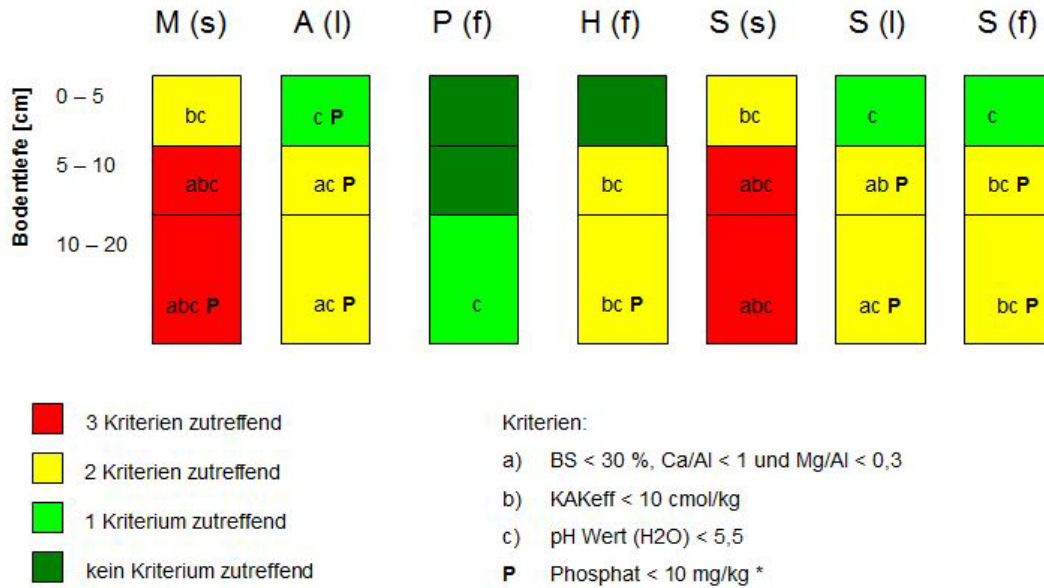 M (s) A (l) P (f) H (f) S (s) S (l) S (f)
Bodentiefe [cm]
0 – 5
bc c P bc c c
5 – 10
abc ac P bc abc ab P bc P
10 – 20
abc P ac P c bc P abc ac P bc P
3 Kriterien zutreffend
2 Kriterien zutreffend
1 Kriterium zutreffend
kein Kriterium zutreffend
Kriterien:
a) BS < 30 %, Ca/Al < 1 und Mg/Al < 0,3
b) KAKeff < 10 cmol/kg
c) pH Wert (H2O) < 5,5
P Phosphat < 10 mg/kg *